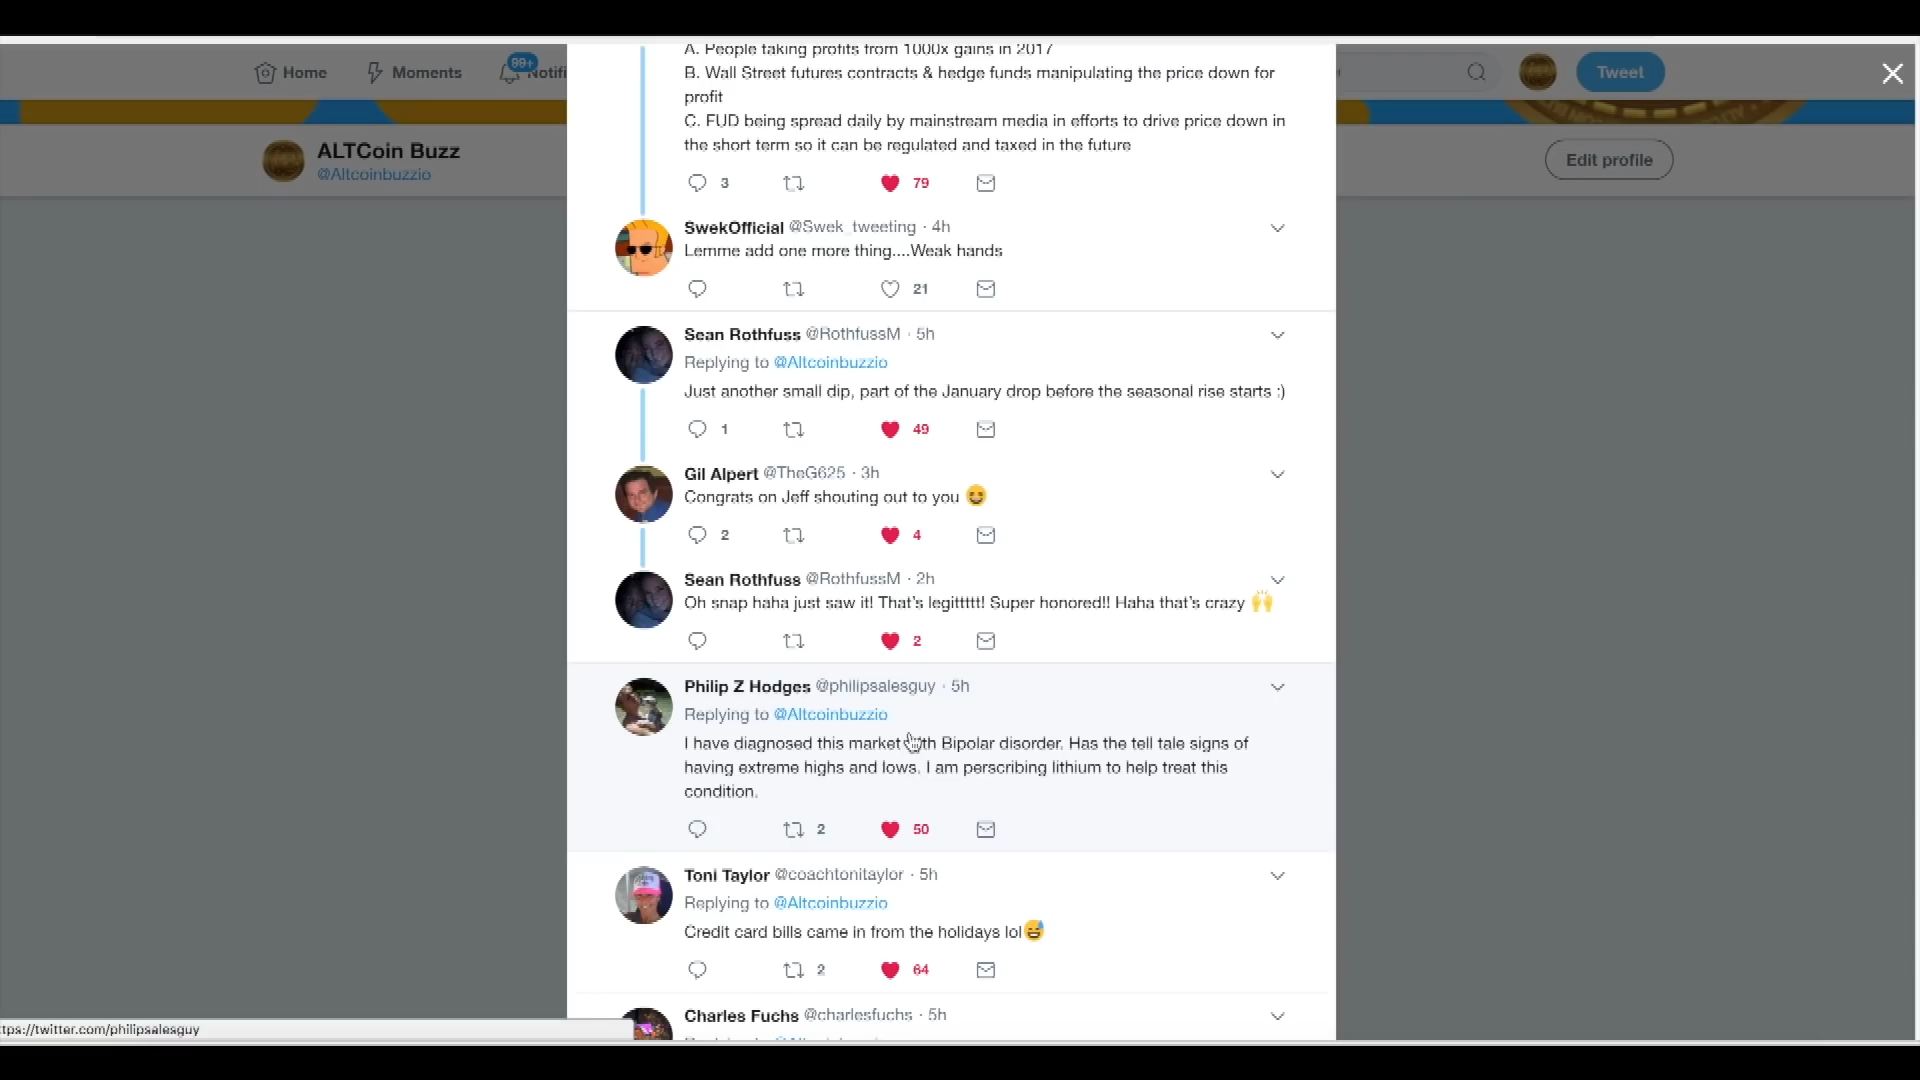 A. People taking profits from 1000x gains in 2017
Home
Moments
99+
Notifi
B. Wall Street futures contracts & hedge funds manipulating the price down for
Tweet
profit
C. FUD being spread daily by mainstream media in efforts to drive price down in
the short term so it can be regulated and taxed in the future
ALTCoin Buzz
@Altcoinbuzzio
Edit profile
3 79
SwekOfficial @Swek_tweeting · 4h
Lemme add one more thing....Weak hands
21
Sean Rothfuss @RothfussM · 5h
Replying to @Altcoinbuzzio
Just another small dip, part of the January drop before the seasonal rise starts :)
1 49
Gil Alpert @TheG625 · 3h
Congrats on Jeff shouting out to you
2 4
Sean Rothfuss @RothfussM · 2h
Oh snap haha just saw it! That's legittttt! Super honored!! Haha that's crazy
2
Philip Z Hodges @philipsalesguy · 5h
Replying to @Altcoinbuzzio
I have diagnosed this market with Bipolar disorder. Has the tell tale signs of
having extreme highs and lows. I am perscribing lithium to help treat this
condition.
2 50
Toni Taylor @coachtonitaylor · 5h
Replying to @Altcoinbuzzio
Credit card bills came in from the holidays lol
2 64
Charles Fuchs @charlesfuchs · 5h
ttps://twitter.com/philipsalesguy